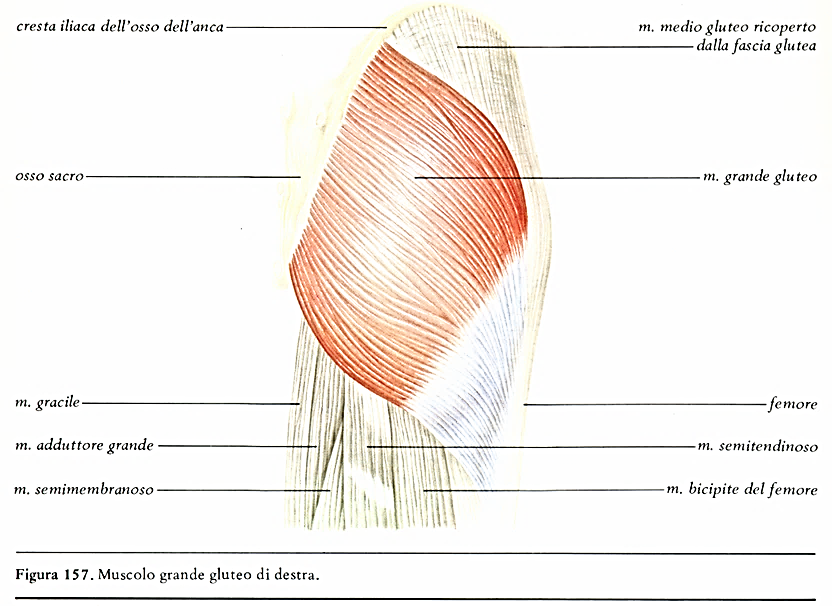 cresta iliaca dell'osso dell'anca
m. medio gluteo ricoperto
dalla fascia glutea
osso sacro
m. grande gluteo
m. gracile
femore
m. adduttore grande
m. semitendinoso
m. semimembranoso
m. bicipite del femore
Figura 157. Muscolo grande gluteo di destra.